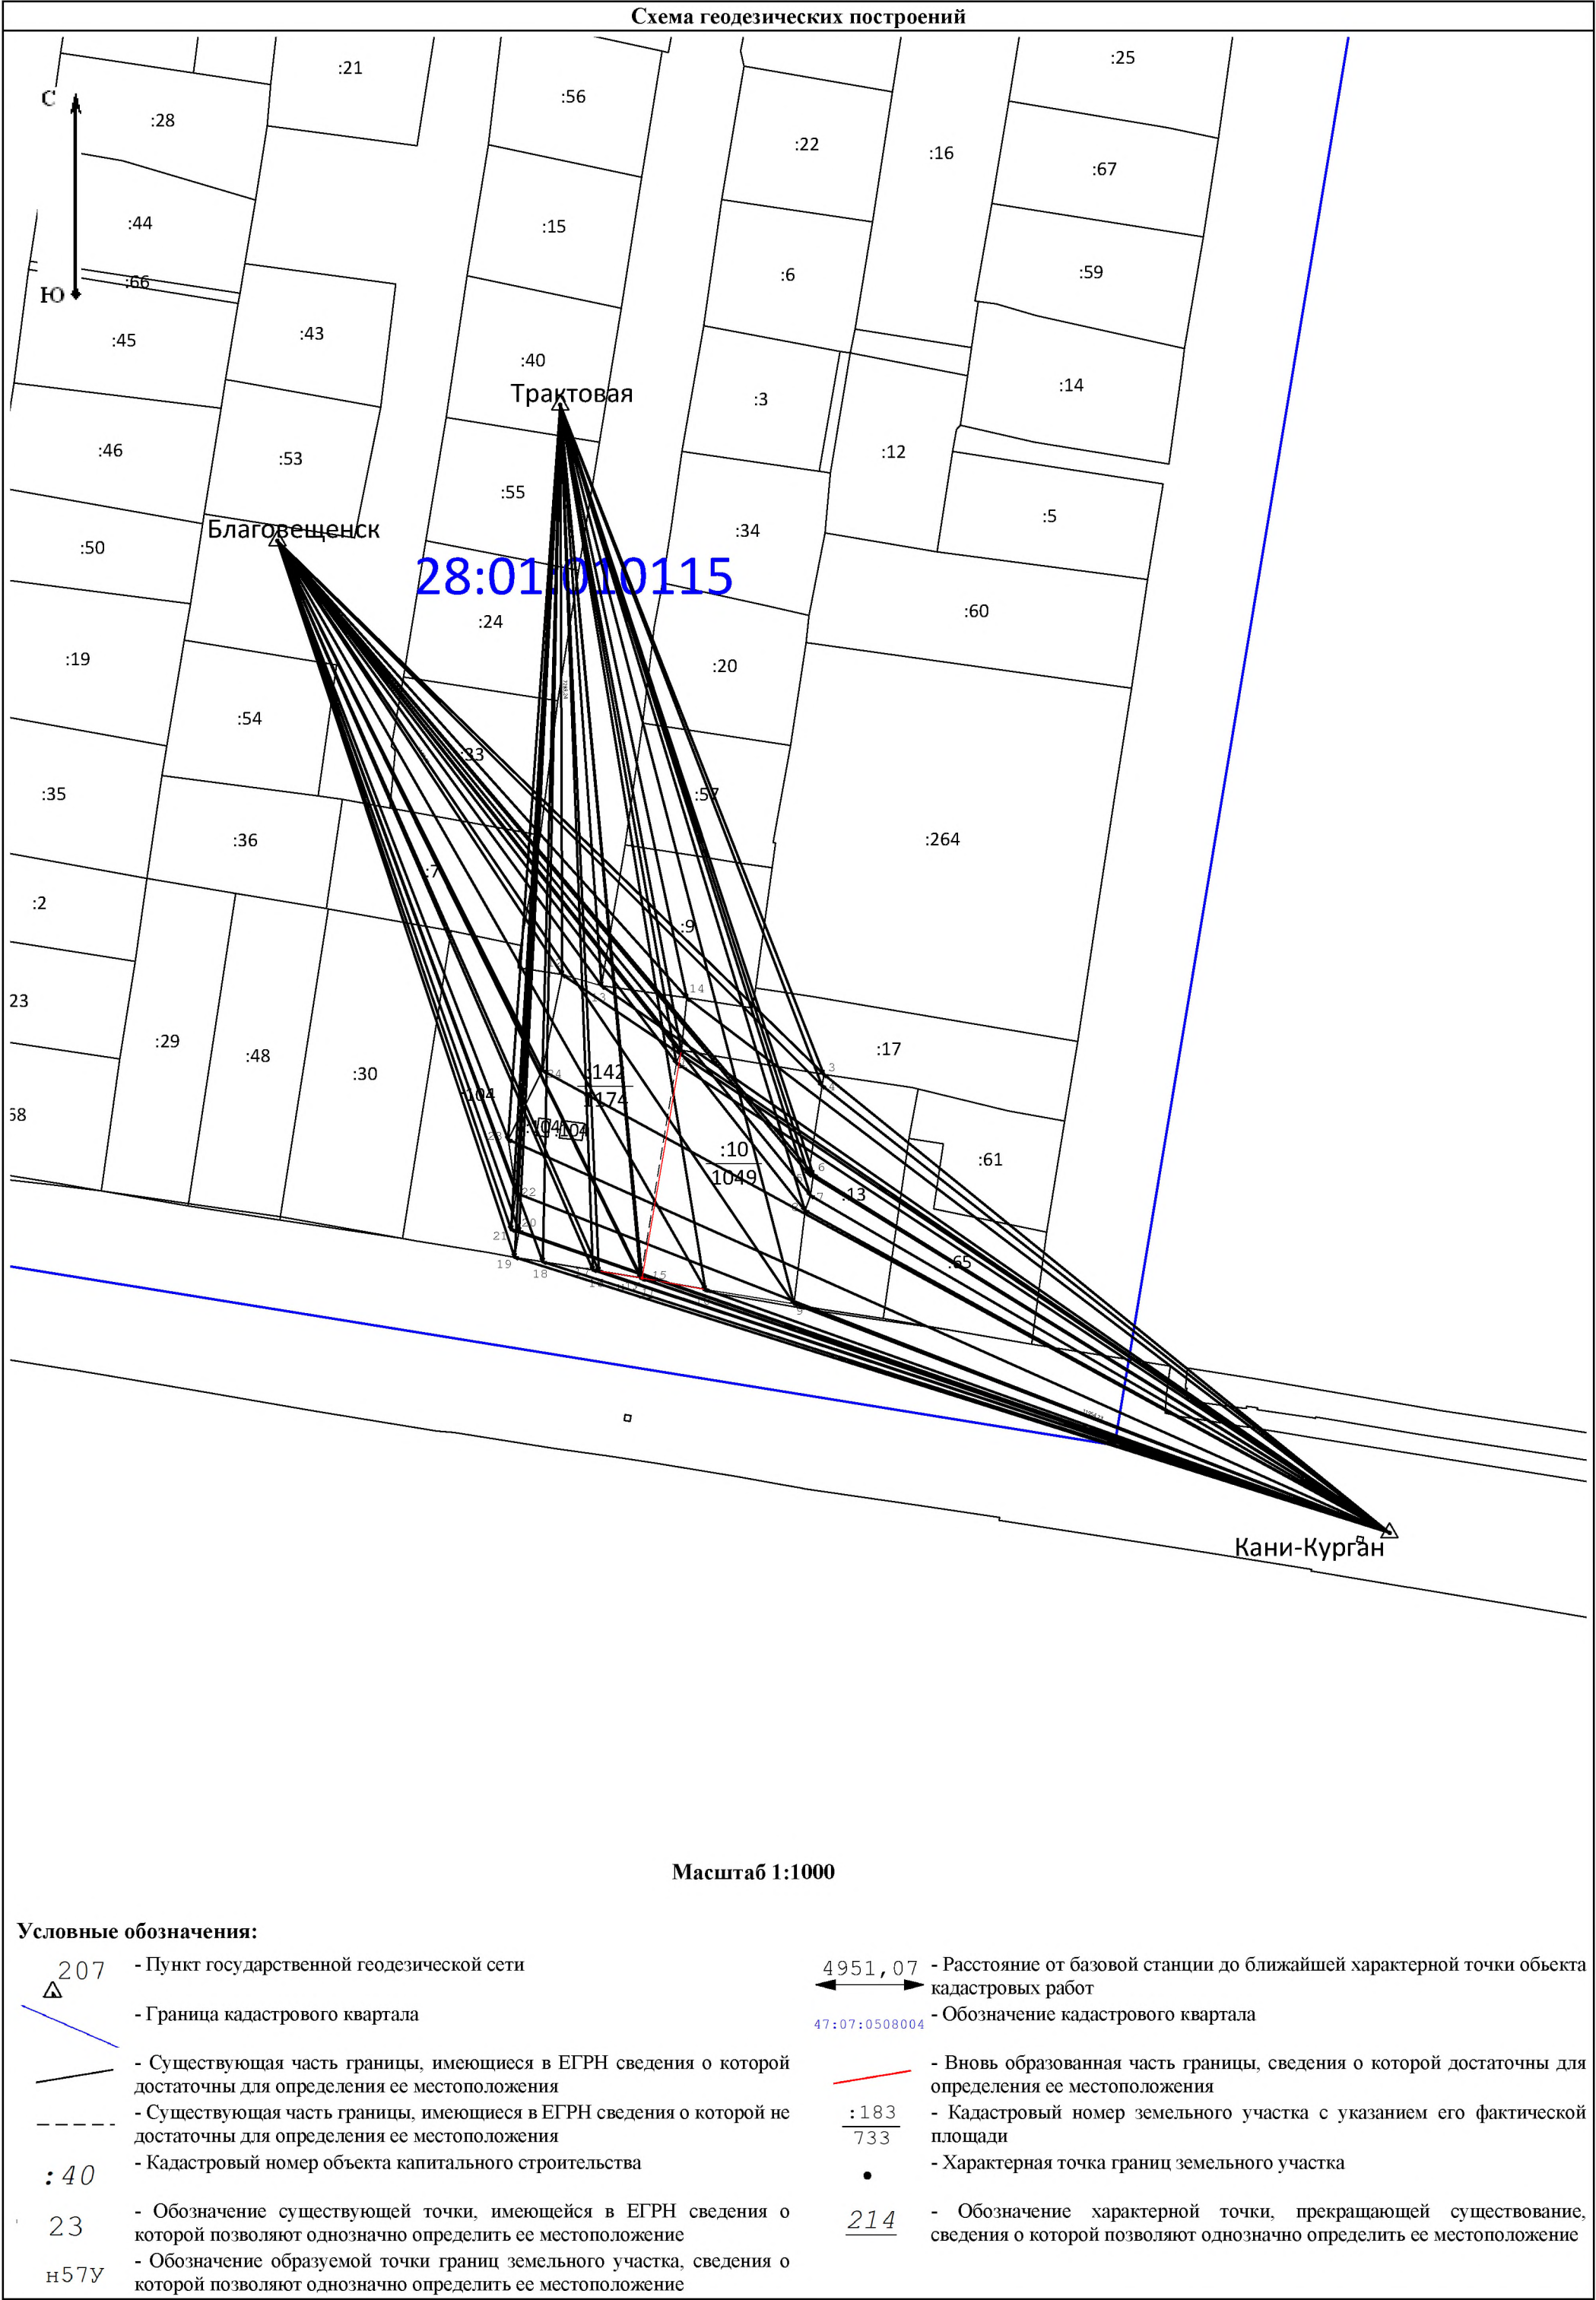 Схема геодезических построений
:25
:21
:56
:28
:22
:16
:67
С
:44
:15
:6
:59
:66
Ю
:45
:43
:40
:3
:14
Трактовая
:46
:53
:12
:55
:5
Благовещенск
:34
:50
28:01:010115
:60
:24
:19
:20
:54
:33
:35
:57
:36
:264
:7
:2
:9
14
13
23
:29
:48
:17
:30
3
4
24
:142
1174
:104
68
:104
:104
23
:10
1049
:61
6
7
:13
22
20
21
19
18
15
9
:65
Кани-Курган
Масштаб 1:1000
Условные обозначения:
207
- Пункт государственной геодезической сети
- Граница кадастрового квартала
- Существующая часть границы, имеющиеся в ЕГРН сведения о которой
достаточны для определения ее местоположения
- Существующая часть границы, имеющиеся в ЕГРН сведения о которой не
достаточны для определения ее местоположения
:40
- Кадастровый номер объекта капитального строительства
23
- Обозначение существующей точки, имеющейся в ЕГРН сведения о
которой позволяют однозначно определить ее местоположение
н57У
- Обозначение образуемой точки границ земельного участка, сведения о
которой позволяют однозначно определить ее местоположение
4951,07
- Расстояние от базовой станции до ближайшей характерной точки обьекта
кадастровых работ
47:07:0508004
- Обозначение кадастрового квартала
- Вновь образованная часть границы, сведения о которой достаточны для
определения ее местоположения
:183
733
- Кадастровый номер земельного участка с указанием его фактической
площади
- Характерная точка границ земельного участка
214
- Обозначение характерной точки, прекращающей существование,
сведения о которой позволяют однозначно определить ее местоположение